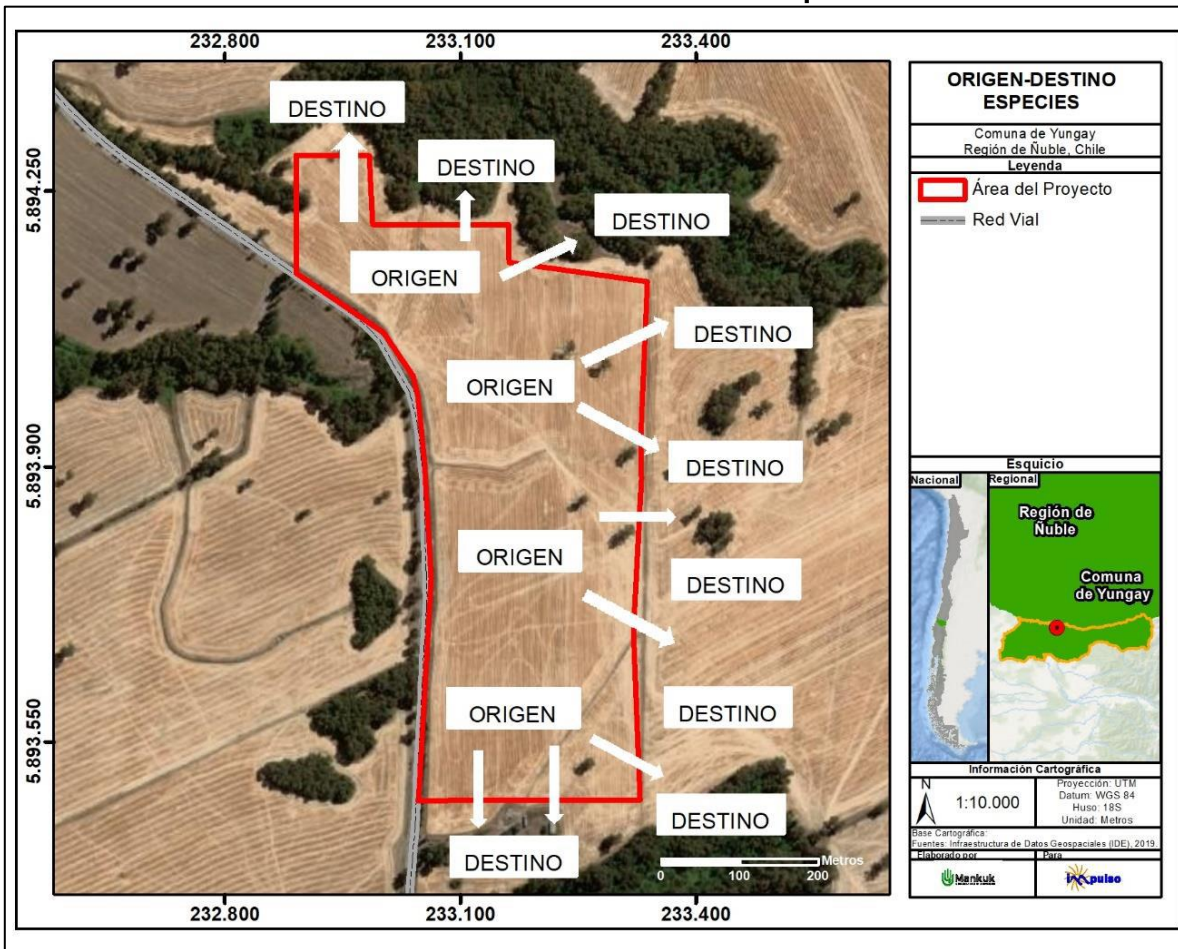 232.800
233.100
233.400
5.894.250
5.893.900
5.893.550
DESTINO
DESTINO
DESTINO
ORIGEN
DESTINO
ORIGEN
DESTINO
ORIGEN
DESTINO
ORIGEN
DESTINO
DESTINO
DESTINO
Metros
0 100 200
232.800
233.100
233.400
ORIGEN-DESTINO
ESPECIES
Comuna de Yungay
Región de Ñuble, Chile
Leyenda
Área del Proyecto
Red Vial
Esquicio
Nacional
Regional
Región de
Ñuble
Comuna
de Yungay
Información Cartográfica
N
1:10.000
Proyección: UTM
Datum: WGS 84
Huso: 18S
Unidad: Metros
Base Cartográfica:
Fuentes: Infraestructura de Datos Geospaciales (IDE), 2019.
Elaborado por
Para
Mankuk